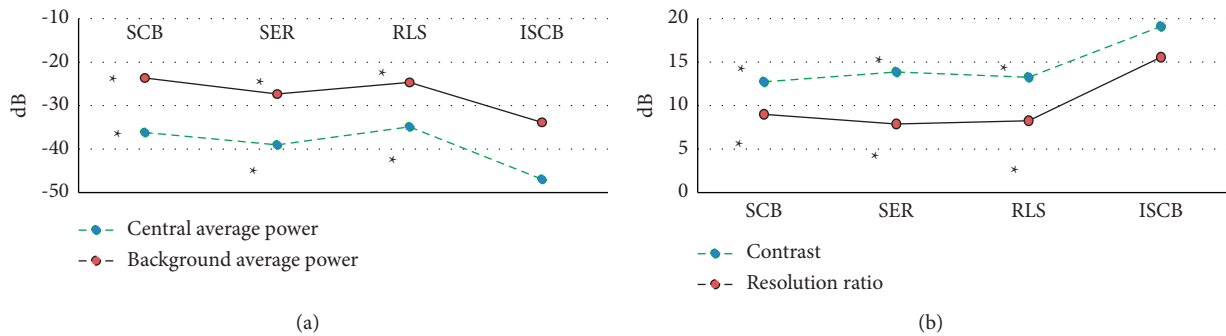 -10
SCB SER RLS ISCB
-20
*
*
*
-30
dB
*
-40
*
*
-50
Central average power
Background average power
(a)
20
15
*
*
*
10
dB
*
5
*
*
0
SCB SER RLS ISCB
Contrast
Resolution ratio
(b)